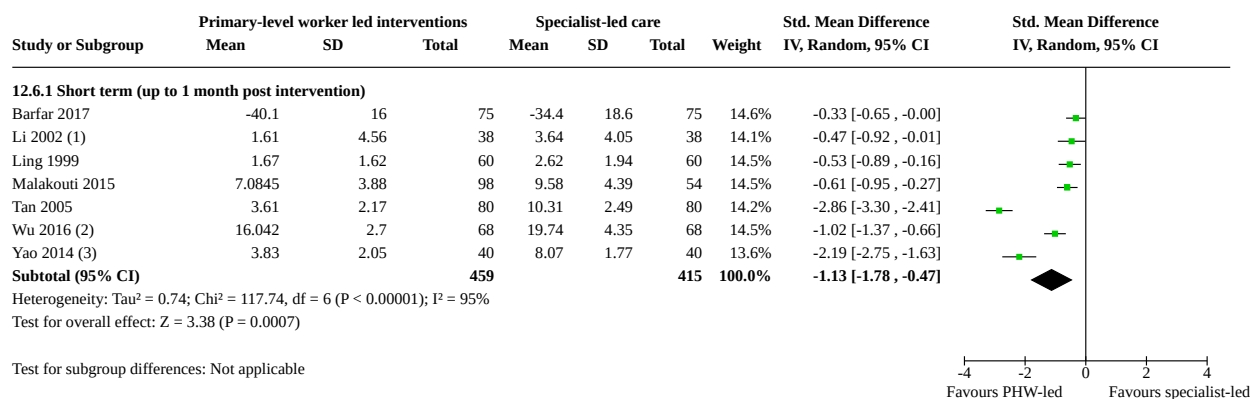 Primary-level worker led interventions Specialist-led care Std. Mean Difference Std. Mean Difference
Study or Subgroup Mean SD Total Mean SD Total Weight IV, Random, 95% CI IV, Random, 95% CI
12.6.1 Short term (up to 1 month post intervention)
Barfar 2017 -40.1 16 75 -34.4 18.6 75 14.6% -0.33 [-0.65 , -0.00]
Li 2002 (1) 1.61 4.56 38 3.64 4.05 38 14.1% -0.47 [-0.92 , -0.01]
Ling 1999 1.67 1.62 60 2.62 1.94 60 14.5% -0.53 [-0.89 , -0.16]
Malakouti 2015 7.0845 3.88 98 9.58 4.39 54 14.5% -0.61 [-0.95 , -0.27]
Tan 2005 3.61 2.17 80 10.31 2.49 80 14.2% -2.86 [-3.30 , -2.41]
Wu 2016 (2) 16.042 2.7 68 19.74 4.35 68 14.5% -1.02 [-1.37 , -0.66]
Yao 2014 (3) 3.83 2.05 40 8.07 1.77 40 13.6% -2.19 [-2.75 , -1.63]
Subtotal (95% CI) 459 415 100.0% -1.13 [-1.78 , -0.47]
Heterogeneity: Tau² = 0.74; Chi² = 117.74, df = 6 (P < 0.00001); I² = 95%
Test for overall effect: Z = 3.38 (P = 0.0007)
Test for subgroup differences: Not applicable
-4 -2 0 2 4
Favours PHW-led Favours specialist-led